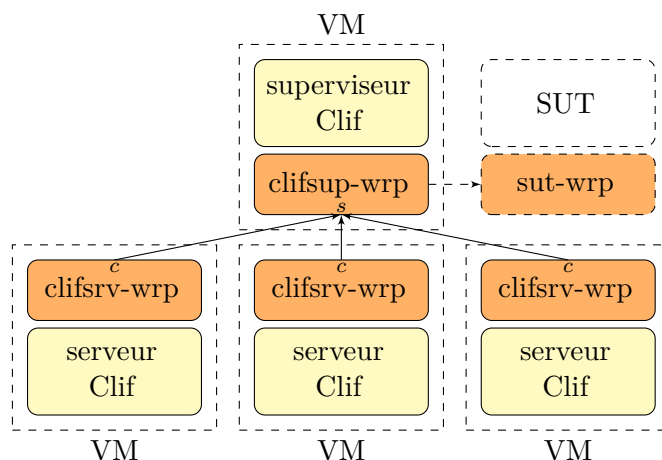 VM
superviseur
Clif
SUT
clifsup-wrp
sut-wrp
s
c
c
c
clifsrv-wrp
clifsrv-wrp
clifsrv-wrp
serveur
Clif
serveur
Clif
serveur
Clif
VM
VM
VM